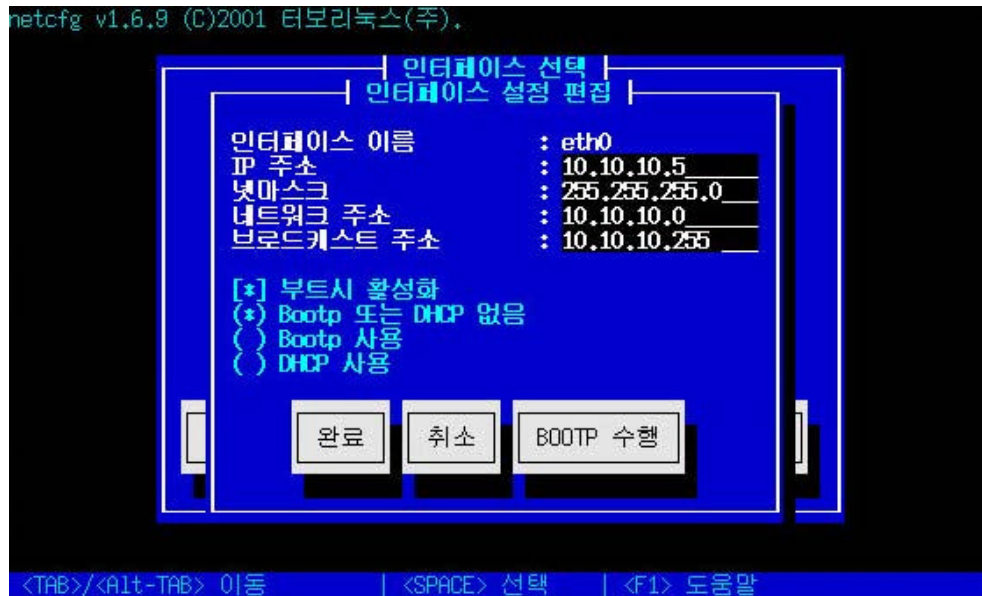 netcfg v1.6.9 (C)2001 터보리눅스(주).
인터페이스 선택
인터페이스 설정 편집
인터페이스 이름 : eth0
IP 주소 : 10.10.10.5
넷마스크 : 255.255.255.0
네트워크 주소 : 10.10.10.0
브로드캐스트 주소 : 10.10.10.255
[*] 부트시 활성화
(*) Bootp 또는 DHCP 없음
( ) Bootp 사용
( ) DHCP 사용
완료 취소 BOOTP 수행
<TAB>/<Alt-TAB> 이동 | <SPACE> 선택 | <F1> 도움말